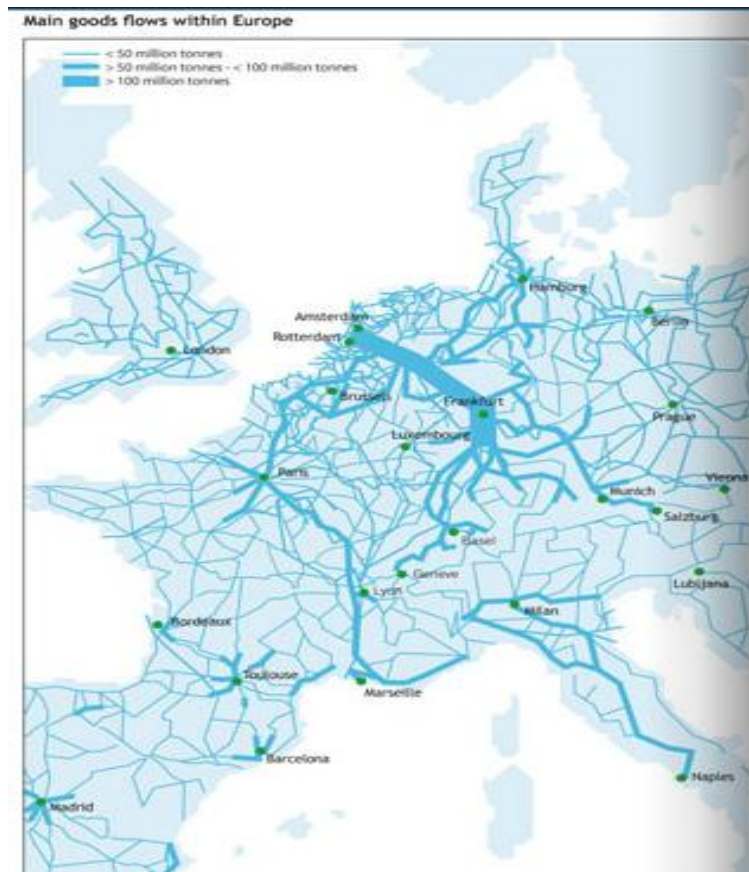 Main goods flows within Europe
< 50 million tonnes
> 50 million tonnes - < 100 million tonnes
> 100 million tonnes
Hamburg
Amsterdam
Berlin
Rotterdam
London
Brussels
Frankfurt
Prague
Luxembourg
Paris
Vienna
Munich
Salzburg
Basel
Geneve
Lyon
Lubijana
Milan
Bordeaux
Toulouse
Marseille
Barcelona
Naples
Madrid